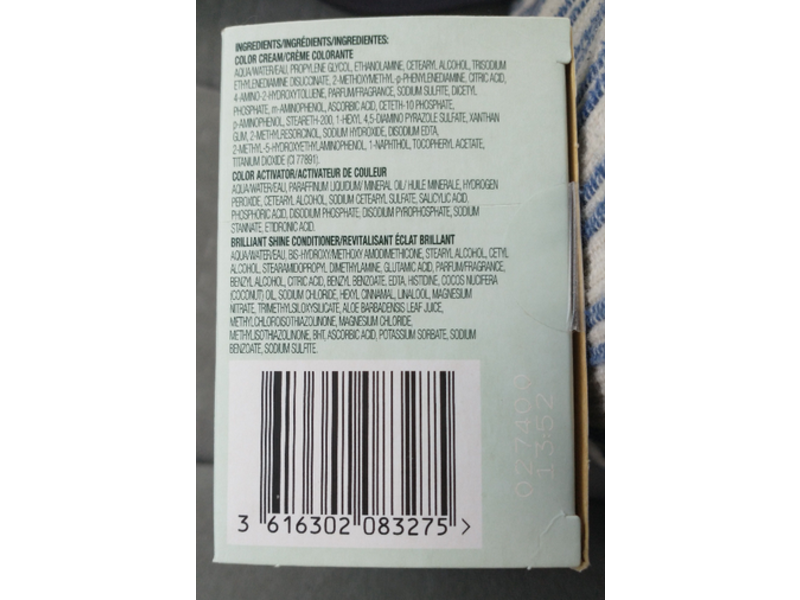 INGREDIENTS/INGRÉDIENTS/INGREDIENTES:
COLOR CREAM/CRÈME COLORANTE
AQUA/WATER/EAU, PROPYLENE GLYCOL, ETHANOLAMINE, CETEARYL ALCOHOL, TRISODIUM
ETHYLENEDIAMINE DISUCCINATE, 2-METHOXYMETHYL-p-PHENYLENEDIAMINE, CITRIC ACID,
4-AMINO-2-HYDROXYTOLUENE, PARFUM/FRAGRANCE, SODIUM SULFITE, DICETYL
PHOSPHATE, m-AMINOPHENOL, ASCORBIC ACID, CETETH-10 PHOSPHATE,
p-AMINOPHENOL, STEARETH-200, 1-HEXYL 4,5-DIAMINO PYRAZOLE SULFATE, XANTHAN
GUM, 2-METHYLRESORCINOL, SODIUM HYDROXIDE, DISODIUM EDTA,
2-METHYL-5-HYDROXYETHYLAMINOPHENOL, 1-NAPHTHOL, TOCOPHERYL ACETATE,
TITANIUM DIOXIDE (CI 77891).
COLOR ACTIVATOR/ACTIVATEUR DE COULEUR
AQUA/WATER/EAU, PARAFFINUM LIQUIDUM/ MINERAL OIL/ HUILE MINERALE, HYDROGEN
PEROXIDE, CETEARYL ALCOHOL, SODIUM CETEARYL SULFATE, SALICYLIC ACID,
PHOSPHORIC ACID, DISODIUM PHOSPHATE, DISODIUM PYROPHOSPHATE, SODIUM
STANNATE, ETIDRONIC ACID.
BRILLIANT SHINE CONDITIONER/REVITALISANT ÉCLAT BRILLANT
AQUA/WATER/EAU, BIS-HYDROXY/METHOXY AMODIMETHICONE, STEARYL ALCOHOL, CETYL
ALCOHOL, STEARAMIDOPROPYL DIMETHYLAMINE, GLUTAMIC ACID, PARFUM/FRAGRANCE,
BENZYL ALCOHOL, CITRIC ACID, BENZYL BENZOATE, EDTA, HISTIDINE, COCOS NUCIFERA
(COCONUT) OIL, SODIUM CHLORIDE, HEXYL CINNAMAL, LINALOOL, MAGNESIUM
NITRATE, TRIMETHYLSILOXYSILICATE, ALOE BARBADENSIS LEAF JUICE,
METHYLCHLOROISOTHIAZOLINONE, MAGNESIUM CHLORIDE,
METHYLISOTHIAZOLINONE, BHT, ASCORBIC ACID, POTASSIUM SORBATE, SODIUM
BENZOATE, SODIUM SULFITE.
3 616302 083275 >
027400
13:52